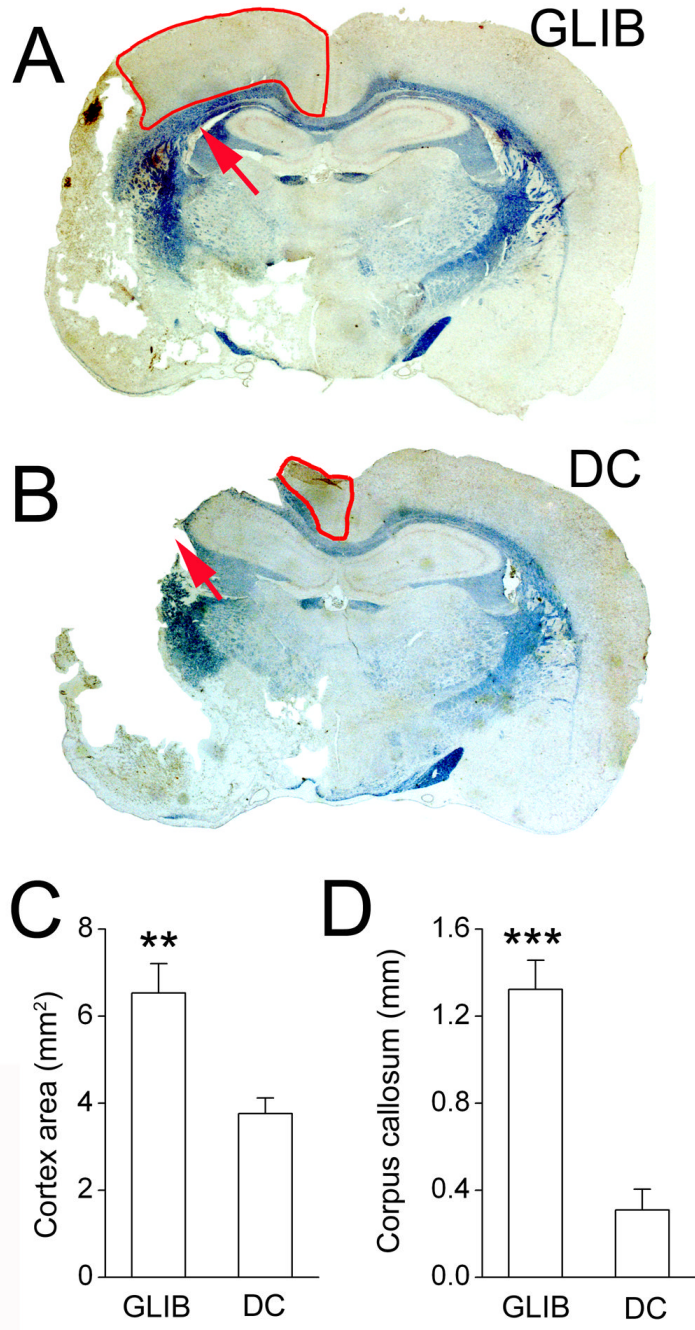 A
GLIB
B
DC
C
Cortex area (mm²)
8
6
4
2
0
**
GLIB
DC
D
Corpus callosum (mm)
1.6
1.2
0.8
0.4
0.0
***
GLIB
DC